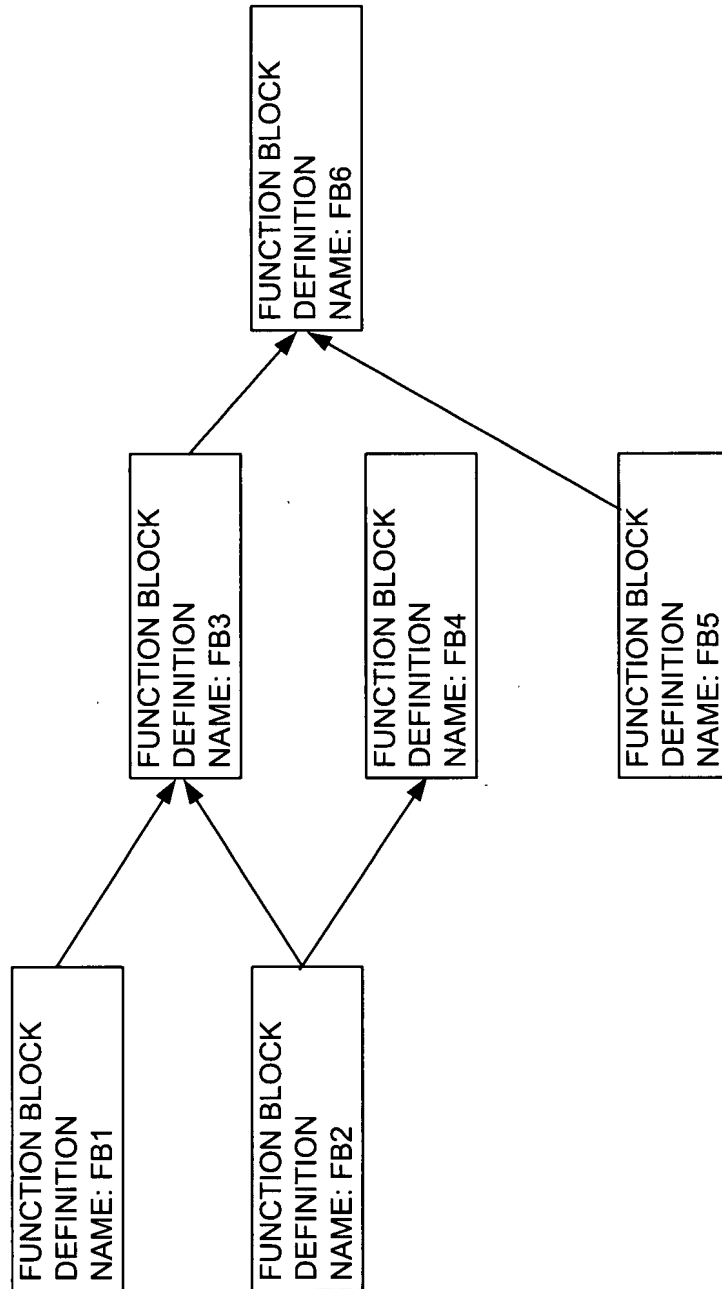 FUNCTION BLOCK
DEFINITION
NAME: FB1
FUNCTION BLOCK
DEFINITION
NAME: FB2
FUNCTION BLOCK
DEFINITION
NAME: FB3
FUNCTION BLOCK
DEFINITION
NAME: FB4
FUNCTION BLOCK
DEFINITION
NAME: FB5
FUNCTION BLOCK
DEFINITION
NAME: FB6